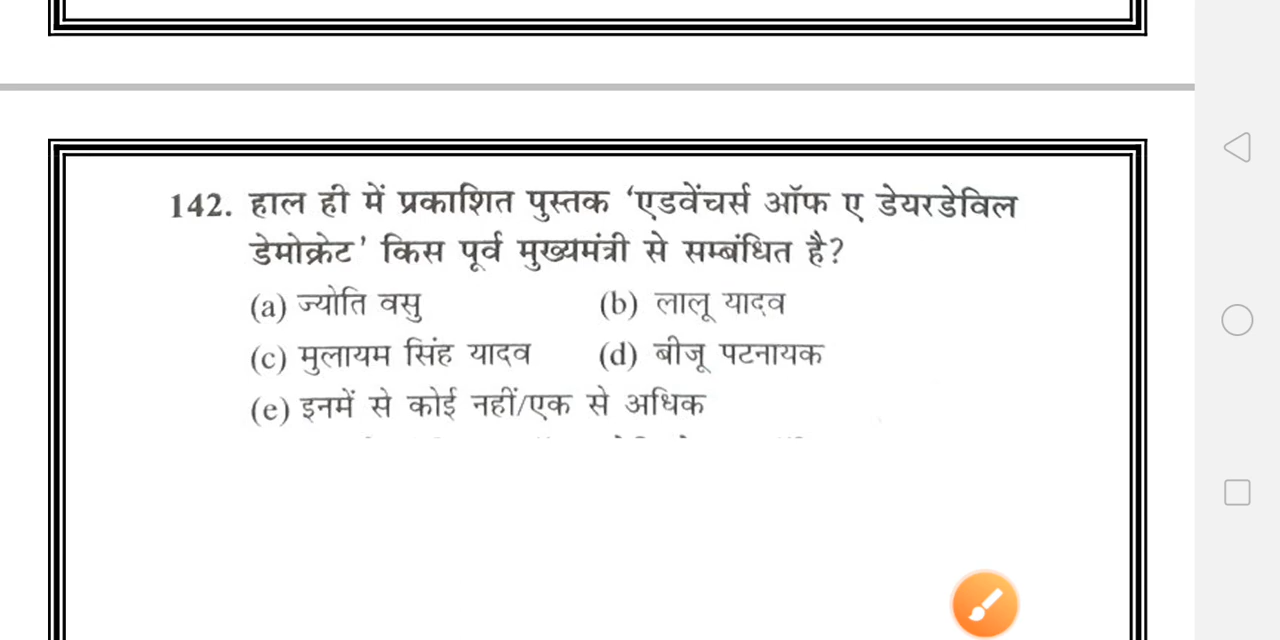 142. हाल ही में प्रकाशित पुस्तक ‘एडवेंचर्स ऑफ ए डेयरडेविल
डेमोक्रेट’ किस पूर्व मुख्यमंत्री से सम्बंधित है?
(a) ज्योति वसु (b) लालू यादव
(c) मुलायम सिंह यादव (d) बीजू पटनायक
(e) इनमें से कोई नहीं/एक से अधिक